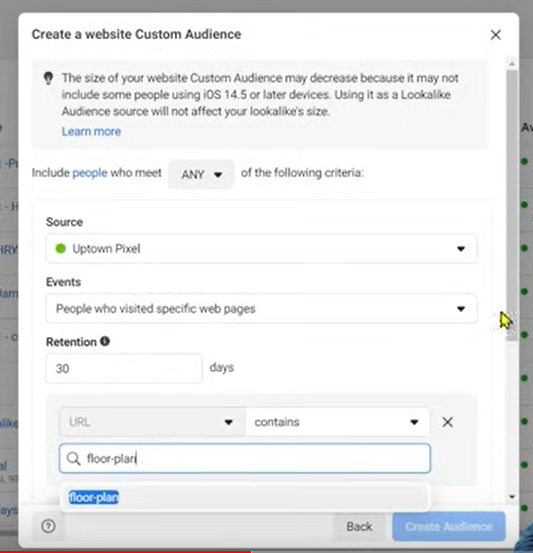 Create a website Custom Audience
The size of your website Custom Audience may decrease because it may not
include some people using iOS 14.5 or later devices. Using it as a Lookalike
Audience source will not affect your lookalike's size.
Learn more
Include people who meet ANY of the following criteria:
Source
Uptown Pixel
Events
People who visited specific web pages
Retention
30 days
URL contains
floor-plan
floor-plan
Back Create Audience